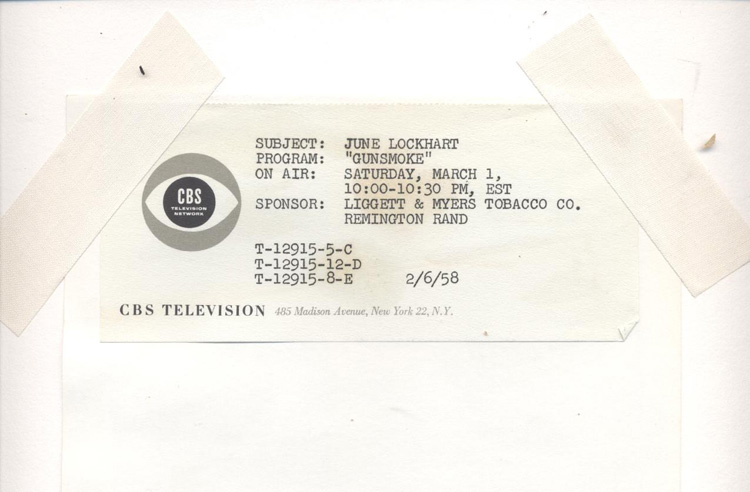 SUBJECT: JUNE LOCKHART
PROGRAM: "GUNSMOKE"
ON AIR: SATURDAY, MARCH 1,
10:00-10:30 PM, EST
SPONSOR: LIGGETT & MYERS TOBACCO CO.
REMINGTON RAND
CBS
TELEVISION
NETWORK
T-12915-5-C
T-12915-12-D
T-12915-8-E 2/6/58
CBS TELEVISION 485 Madison Avenue, New York 22, N.Y.